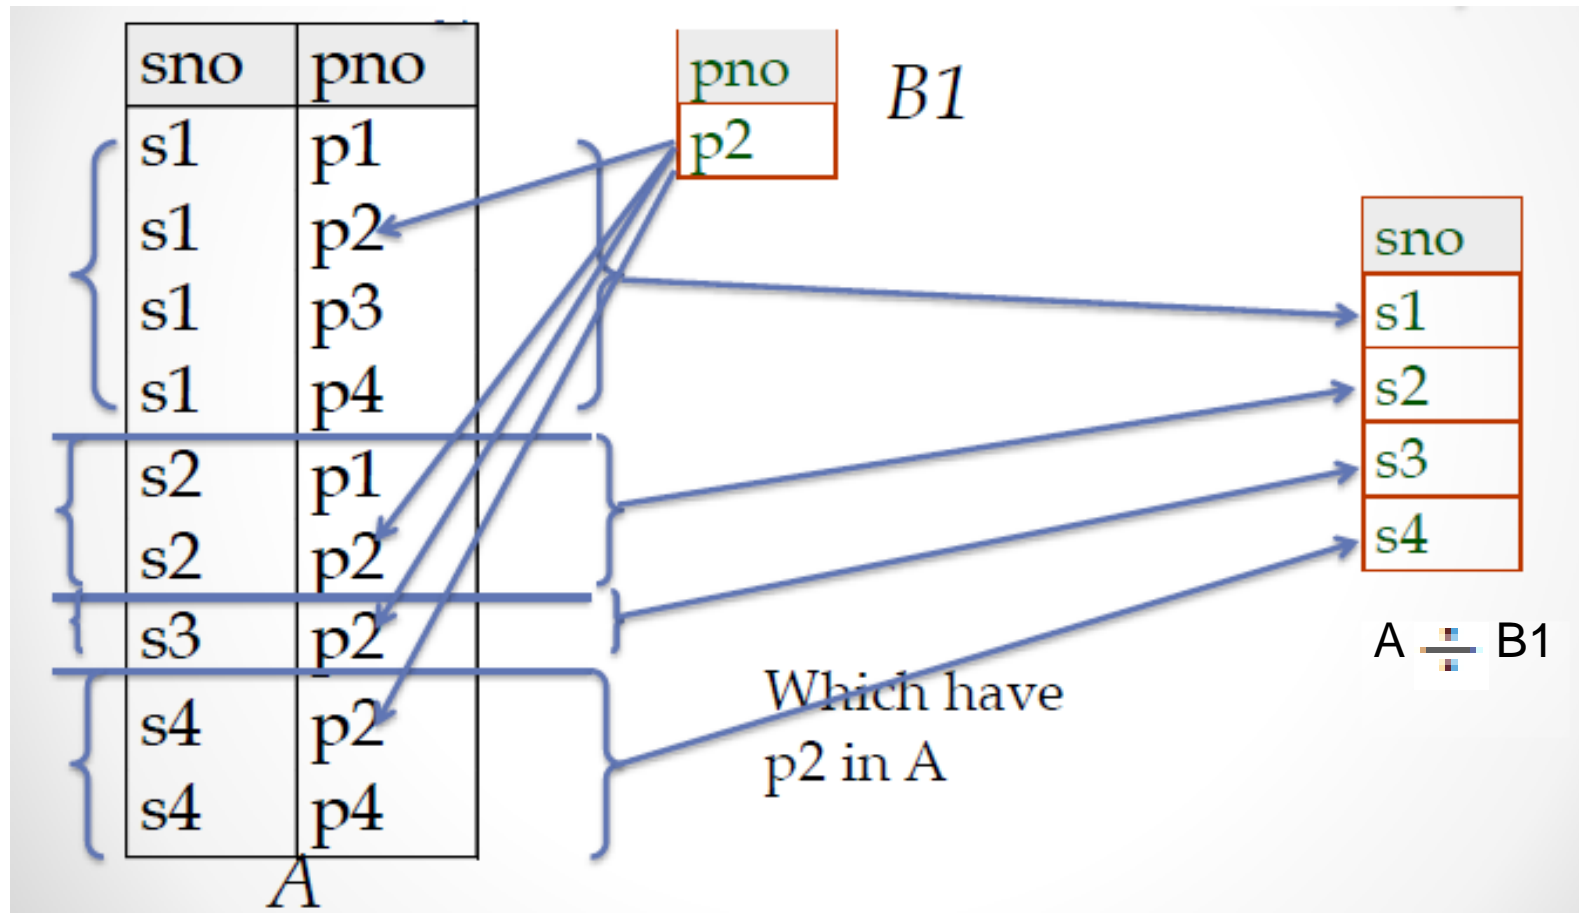 sno pno
s1 p1
s1 p2
s1 p3
s1 p4
s2 p1
s2 p2
s3 p2
s4 p2
s4 p4
A
pno
p2
B1
Which have
p2 in A
sno
s1
s2
s3
s4
A ÷ B1